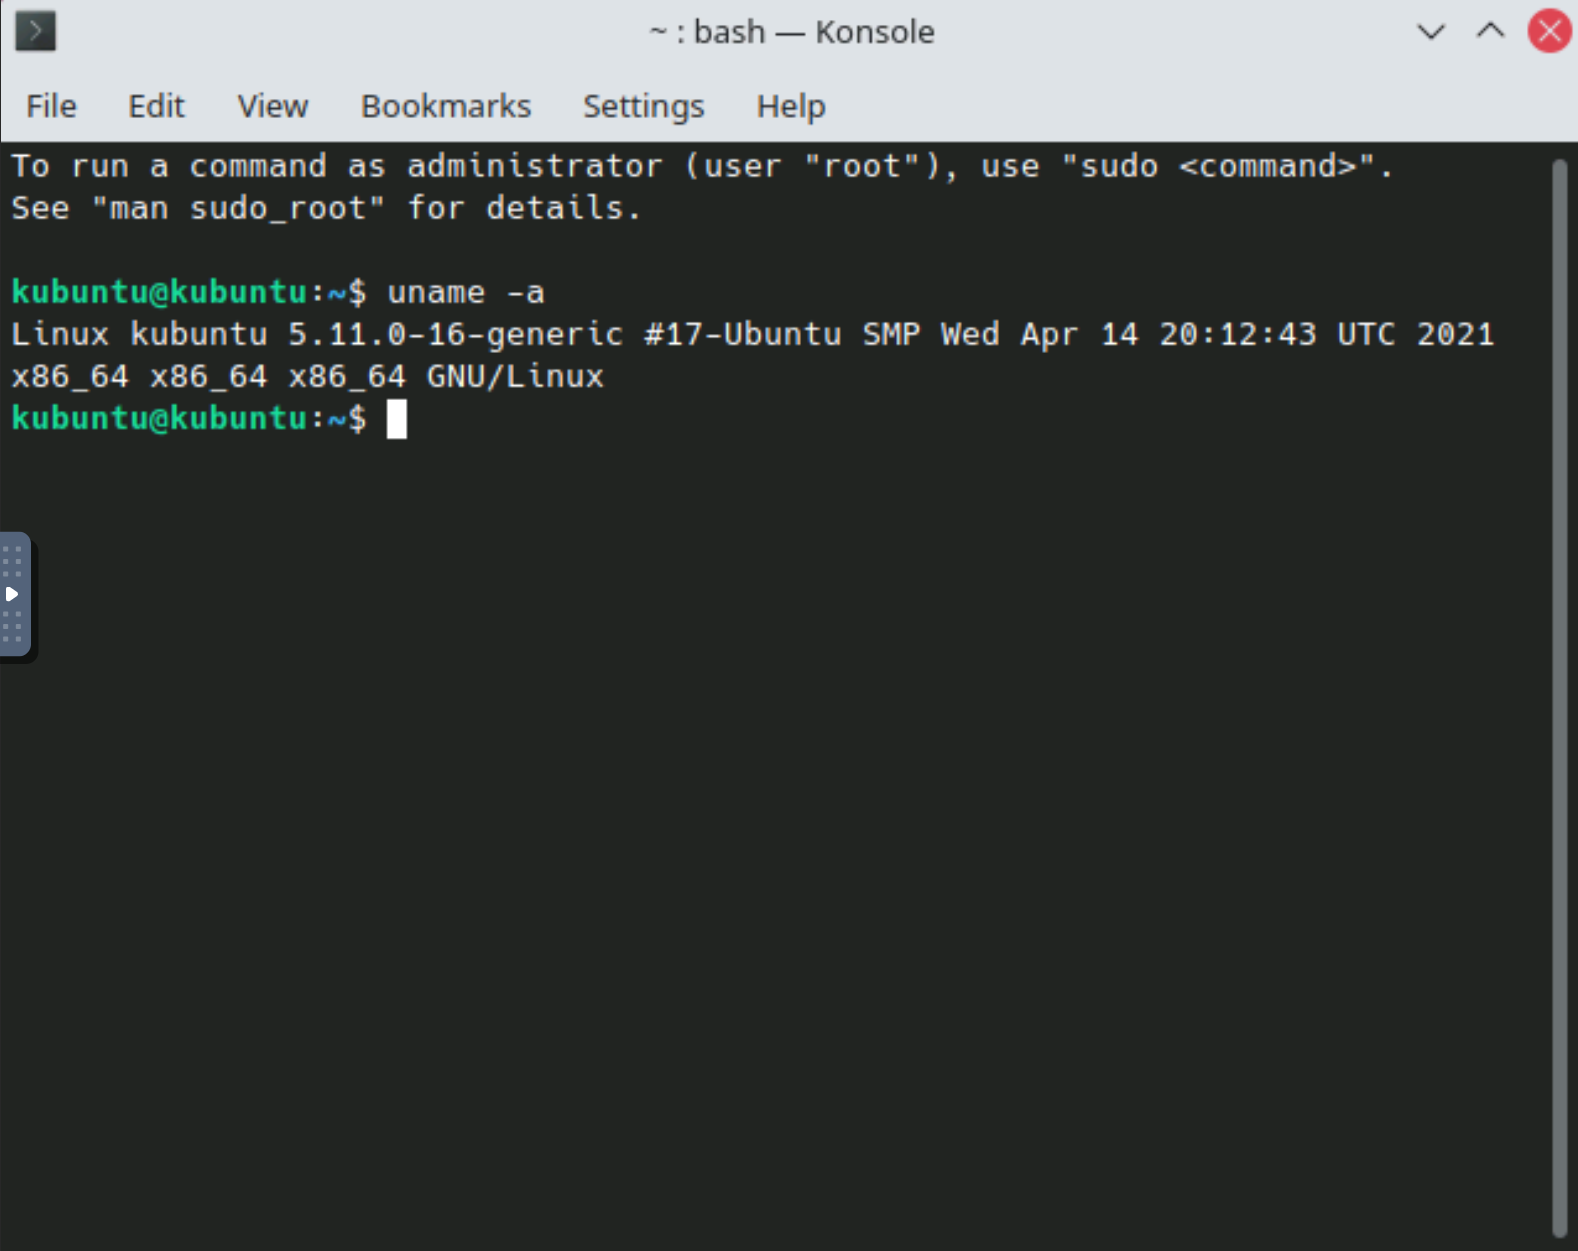 ~ : bash — Konsole
File Edit View Bookmarks Settings Help
To run a command as administrator (user "root"), use "sudo <command>".
See "man sudo_root" for details.
kubuntu@kubuntu:~$ uname -a
Linux kubuntu 5.11.0-16-generic #17-Ubuntu SMP Wed Apr 14 20:12:43 UTC 2021
x86_64 x86_64 x86_64 GNU/Linux
kubuntu@kubuntu:~$